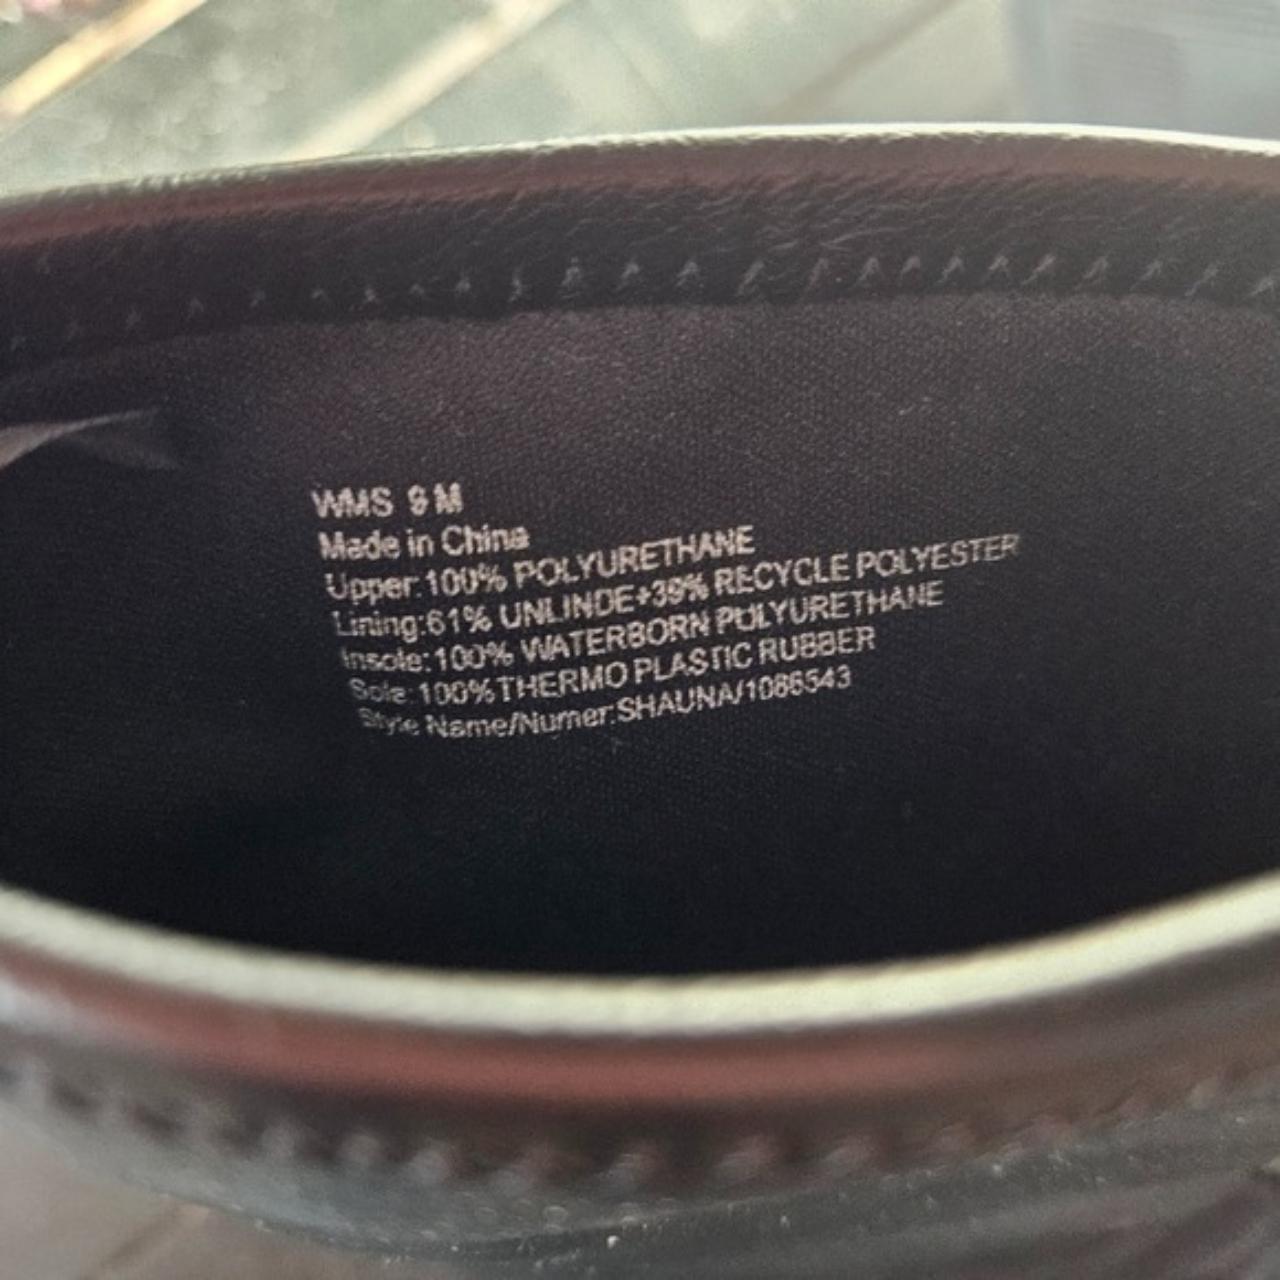 WMS 9 M
Made in China
Upper: 100% POLYURETHANE
Lining:61% UNLINDE+39% RECYCLE POLYESTER
Insole: 100% WATERBORN POLYURETHANE
Sole: 100% THERMO PLASTIC RUBBER
Style Name/Numer: SHAUNA/1086543